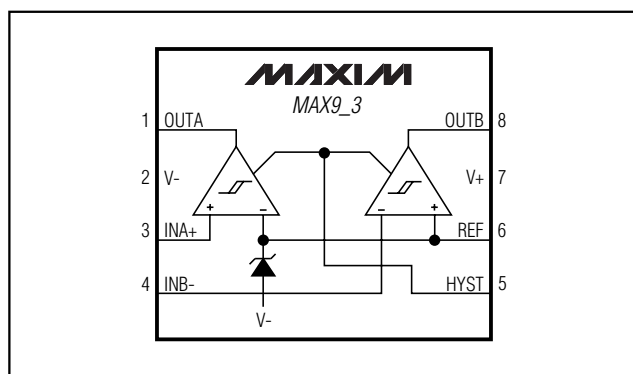 MAXIM
MAX9_3
1 OUTA OUTB 8
2 V- V+ 7
+ - - +
3 INA+ REF 6
4 INB- HYST 5
V-